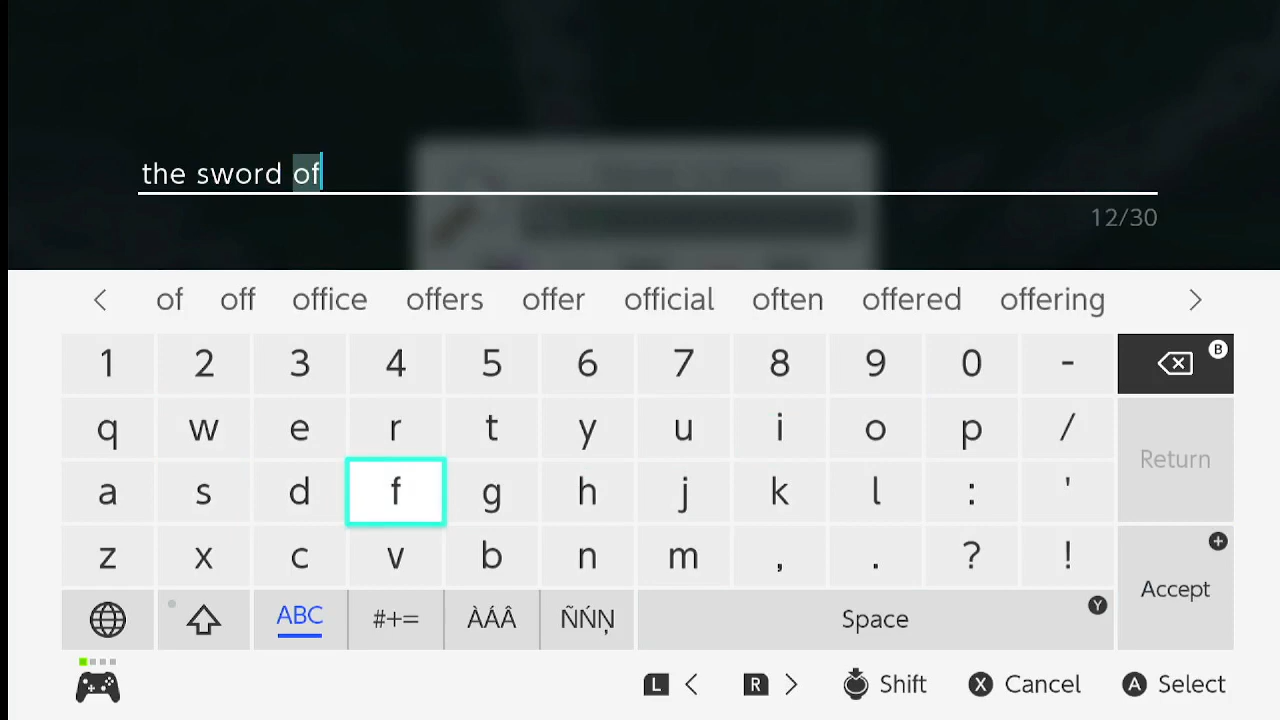 the sword of
12/30
of off office offers offer official often offered offering
1 2 3 4 5 6 7 8 9 0 - B
q w e r t y u i o p / Return
a s d f g h j k l : '
z x c v b n m , . ? ! + Accept
ABC #+= ÀÁÂ ÑŃŅ Space Y
L R Shift X Cancel A Select